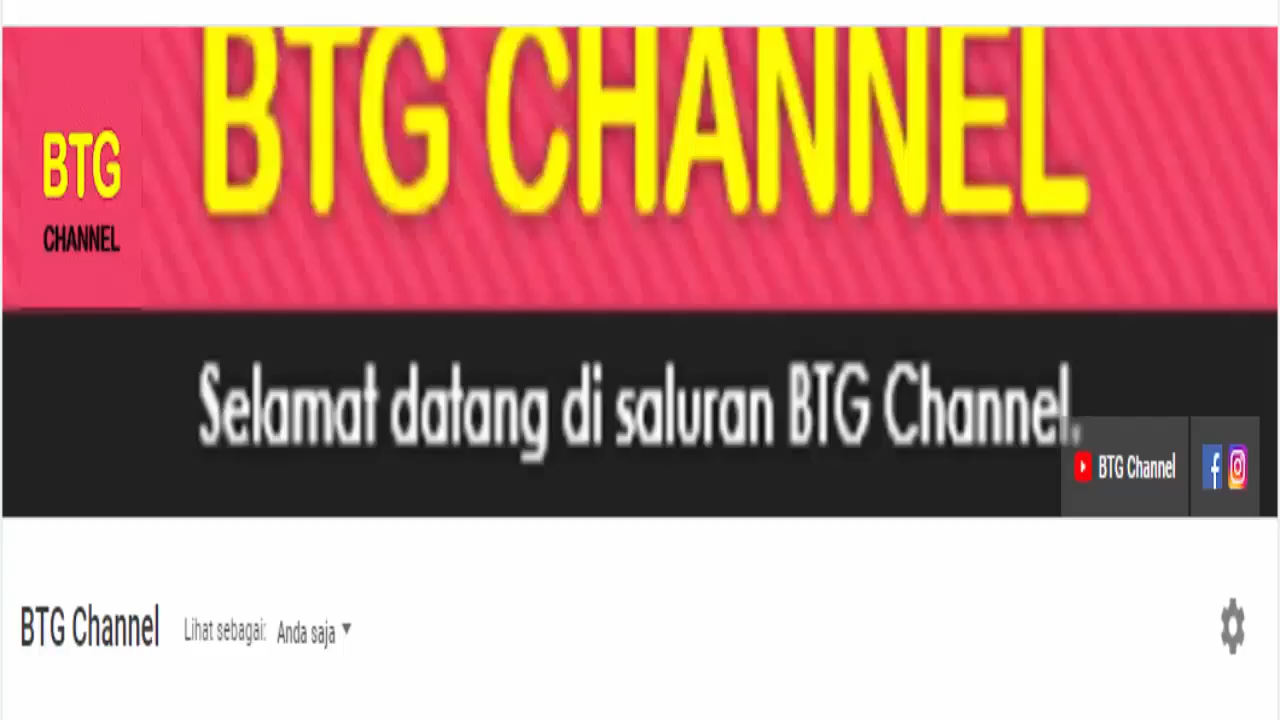 BTG CHANNEL
BTG
CHANNEL
Selamat datang di saluran BTG Channel.
BTG Channel
BTG Channel Lihat sebagai: Anda saja